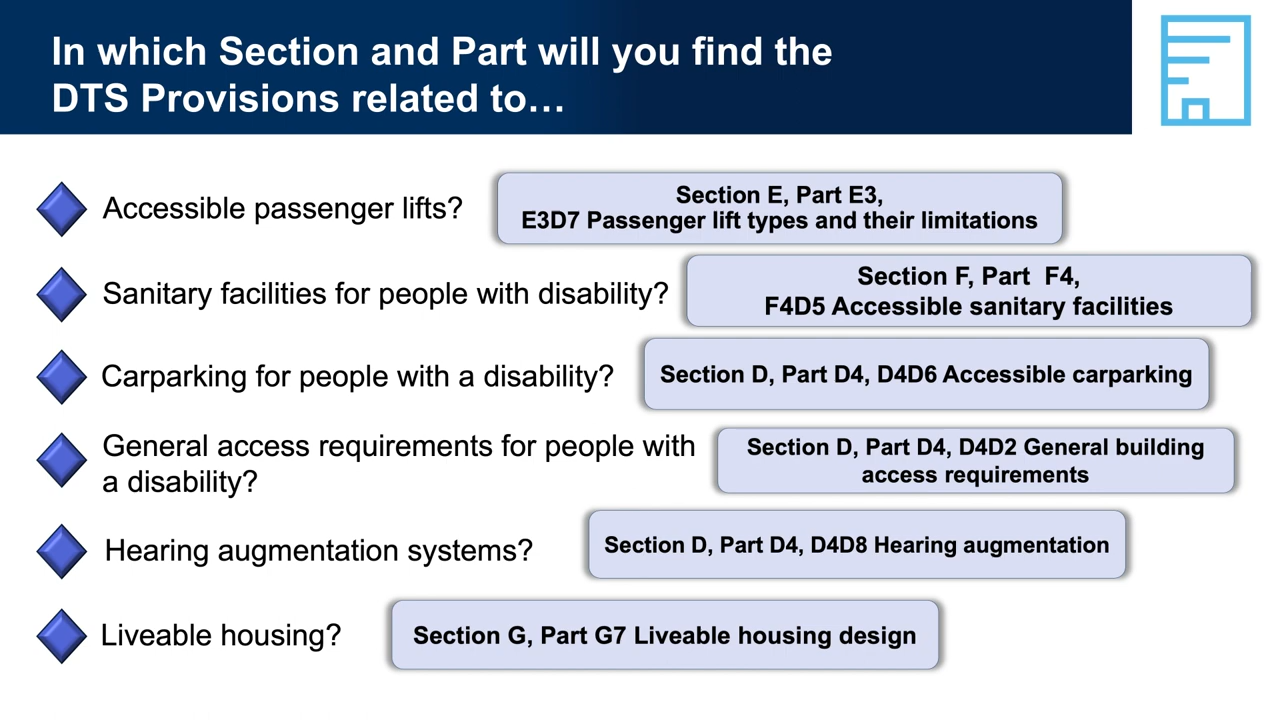 In which Section and Part will you find the
DTS Provisions related to…
Accessible passenger lifts?
Section E, Part E3,
E3D7 Passenger lift types and their limitations
Sanitary facilities for people with disability?
Section F, Part F4,
F4D5 Accessible sanitary facilities
Carparking for people with a disability?
Section D, Part D4, D4D6 Accessible carparking
General access requirements for people with
a disability?
Section D, Part D4, D4D2 General building
access requirements
Hearing augmentation systems?
Section D, Part D4, D4D8 Hearing augmentation
Liveable housing?
Section G, Part G7 Liveable housing design